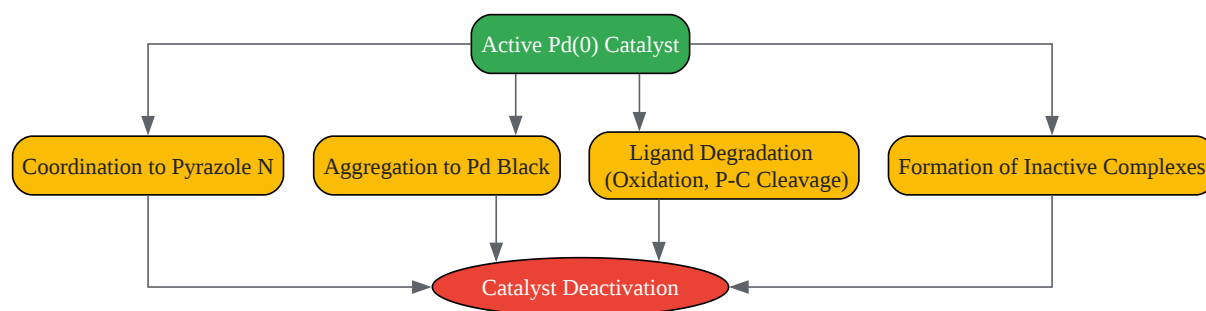 Active Pd(0) Catalyst
Coordination to Pyrazole N
Aggregation to Pd Black
Ligand Degradation
(Oxidation, P-C Cleavage)
Formation of Inactive Complexes
Catalyst Deactivation